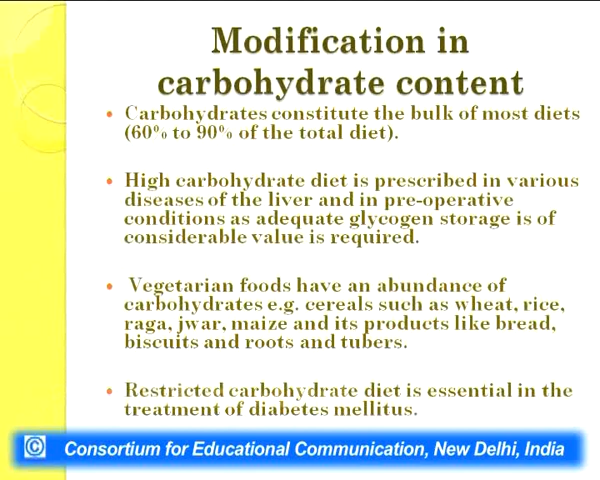 Modification in
carbohydrate content
• Carbohydrates constitute the bulk of most diets
(60% to 90% of the total diet).
• High carbohydrate diet is prescribed in various
diseases of the liver and in pre-operative
conditions as adequate glycogen storage is of
considerable value is required.
• Vegetarian foods have an abundance of
carbohydrates e.g. cereals such as wheat, rice,
raga, jwar, maize and its products like bread,
biscuits and roots and tubers.
• Restricted carbohydrate diet is essential in the
treatment of diabetes mellitus.
© Consortium for Educational Communication, New Delhi, India